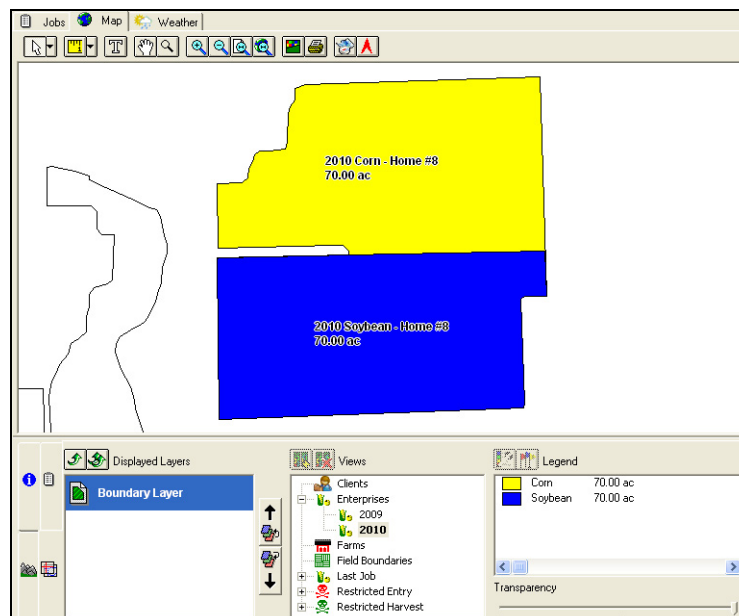 Jobs Map Weather
T
2010 Corn - Home #8
70.00 ac
2010 Soybean - Home #8
70.00 ac
Displayed Layers
Boundary Layer
Views
Clients
Enterprises
2009
2010
Farms
Field Boundaries
Last Job
Restricted Entry
Restricted Harvest
Legend
Corn 70.00 ac
Soybean 70.00 ac
Transparency